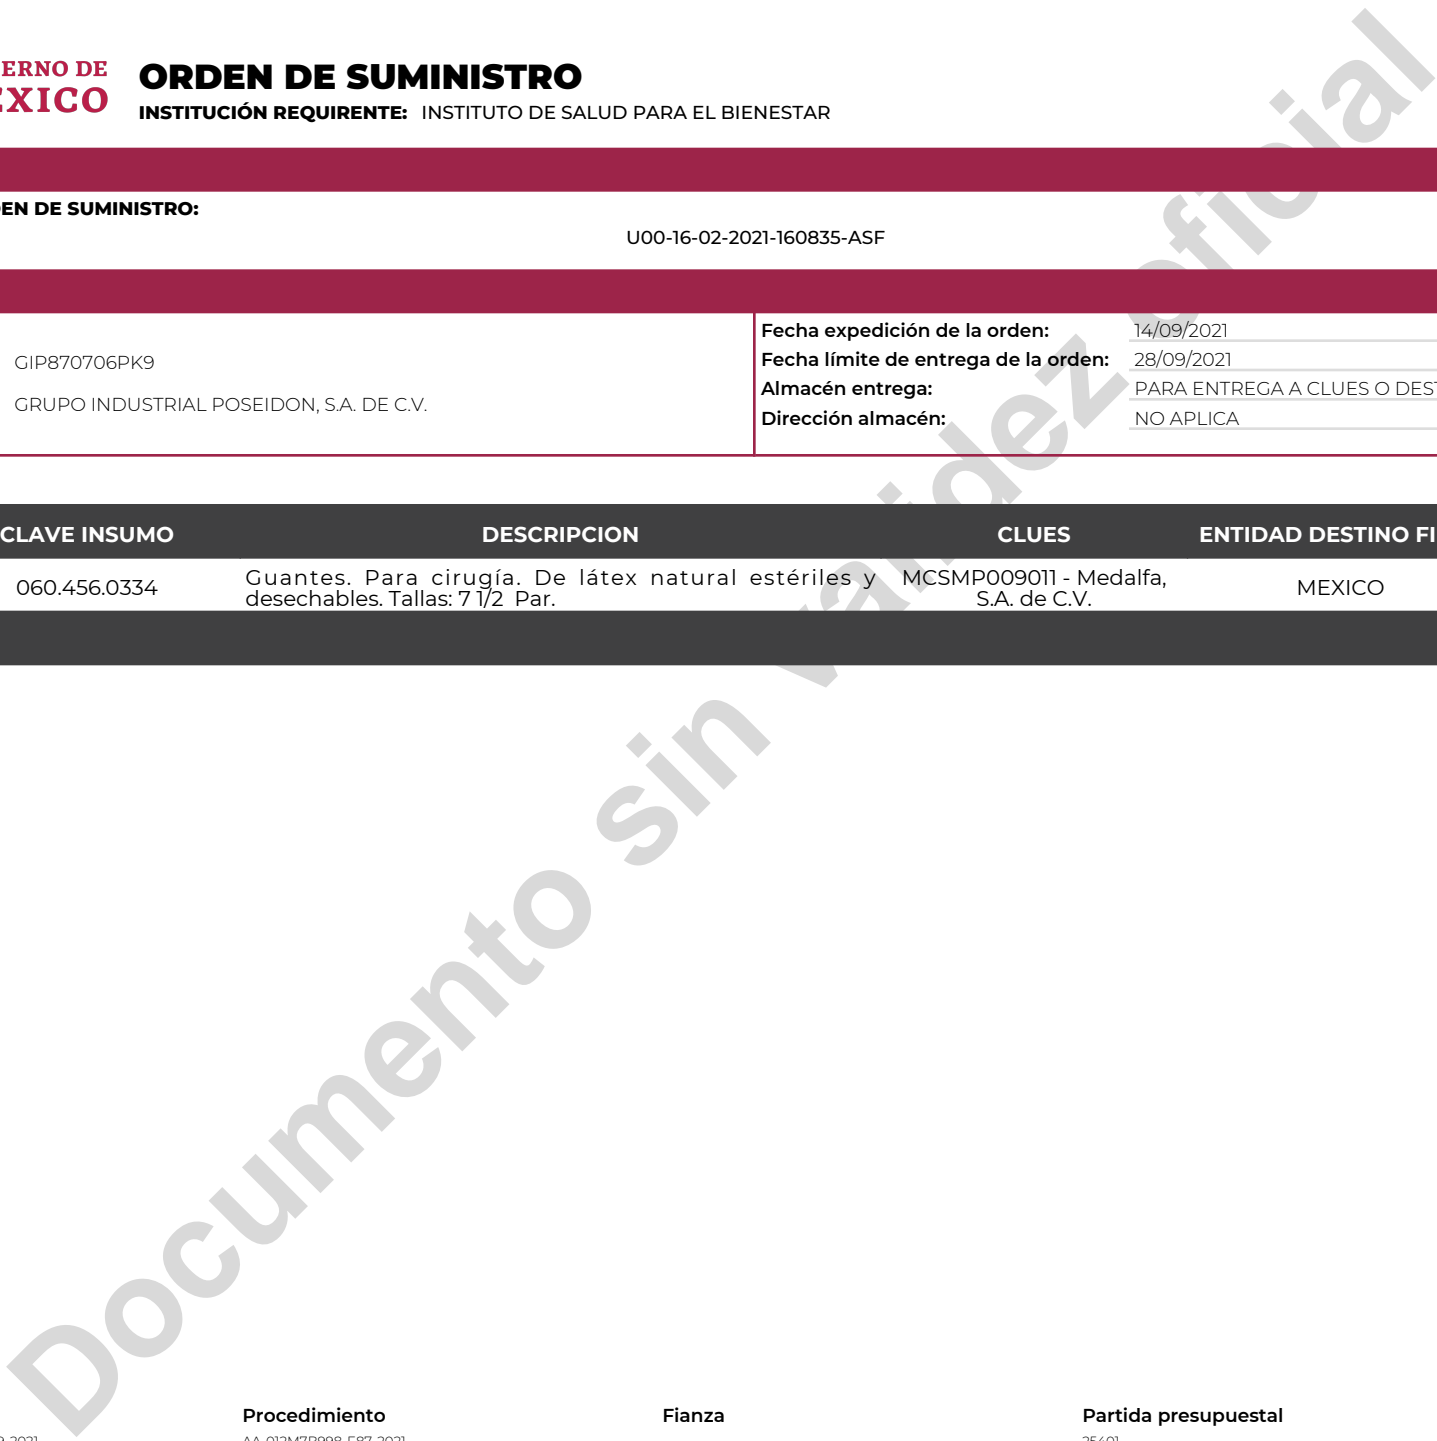 ERNO DE
EXICO
ORDEN DE SUMINISTRO
INSTITUCIÓN REQUIRENTE: INSTITUTO DE SALUD PARA EL BIENESTAR
EN DE SUMINISTRO:
U00-16-02-2021-160835-ASF
GIP870706PK9
GRUPO INDUSTRIAL POSEIDON, S.A. DE C.V.
Fecha expedición de la orden: 14/09/2021
Fecha límite de entrega de la orden: 28/09/2021
Almacén entrega: PARA ENTREGA A CLUES O DEST
Dirección almacén: NO APLICA
CLAVE INSUMO DESCRIPCION CLUES ENTIDAD DESTINO FI
060.456.0334 Guantes. Para cirugía. De látex natural estériles y desechables. Tallas: 7 1/2 Par. MCSMP009011 - Medalfa, S.A. de C.V. MEXICO
Documento sin validez oficial
Procedimiento Fianza Partida presupuestal